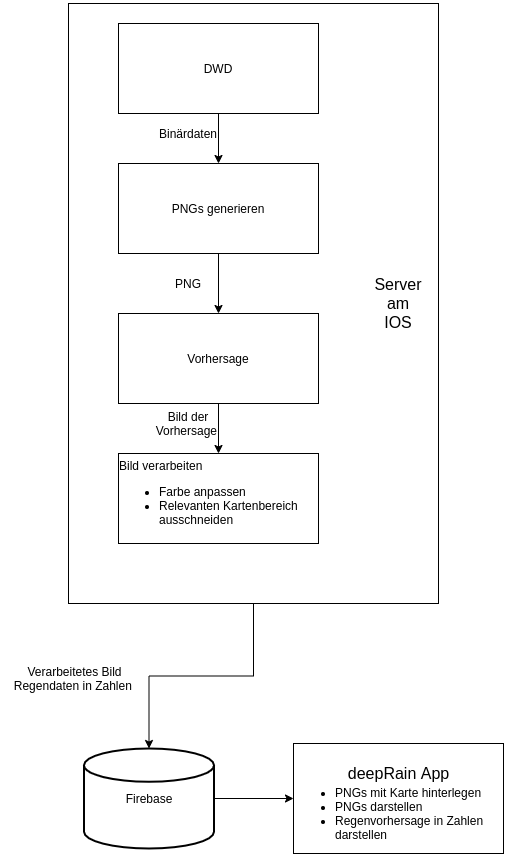 DWD
Binärdaten
PNGs generieren
PNG
Server
am
IOS
Vorhersage
Bild der
Vorhersage
Bild verarbeiten
Farbe anpassen
Relevanten Kartenbereich
ausschneiden
Verarbeitetes Bild
Regendaten in Zahlen
Firebase
deepRain App
PNGs mit Karte hinterlegen
PNGs darstellen
Regenvorhersage in Zahlen
darstellen